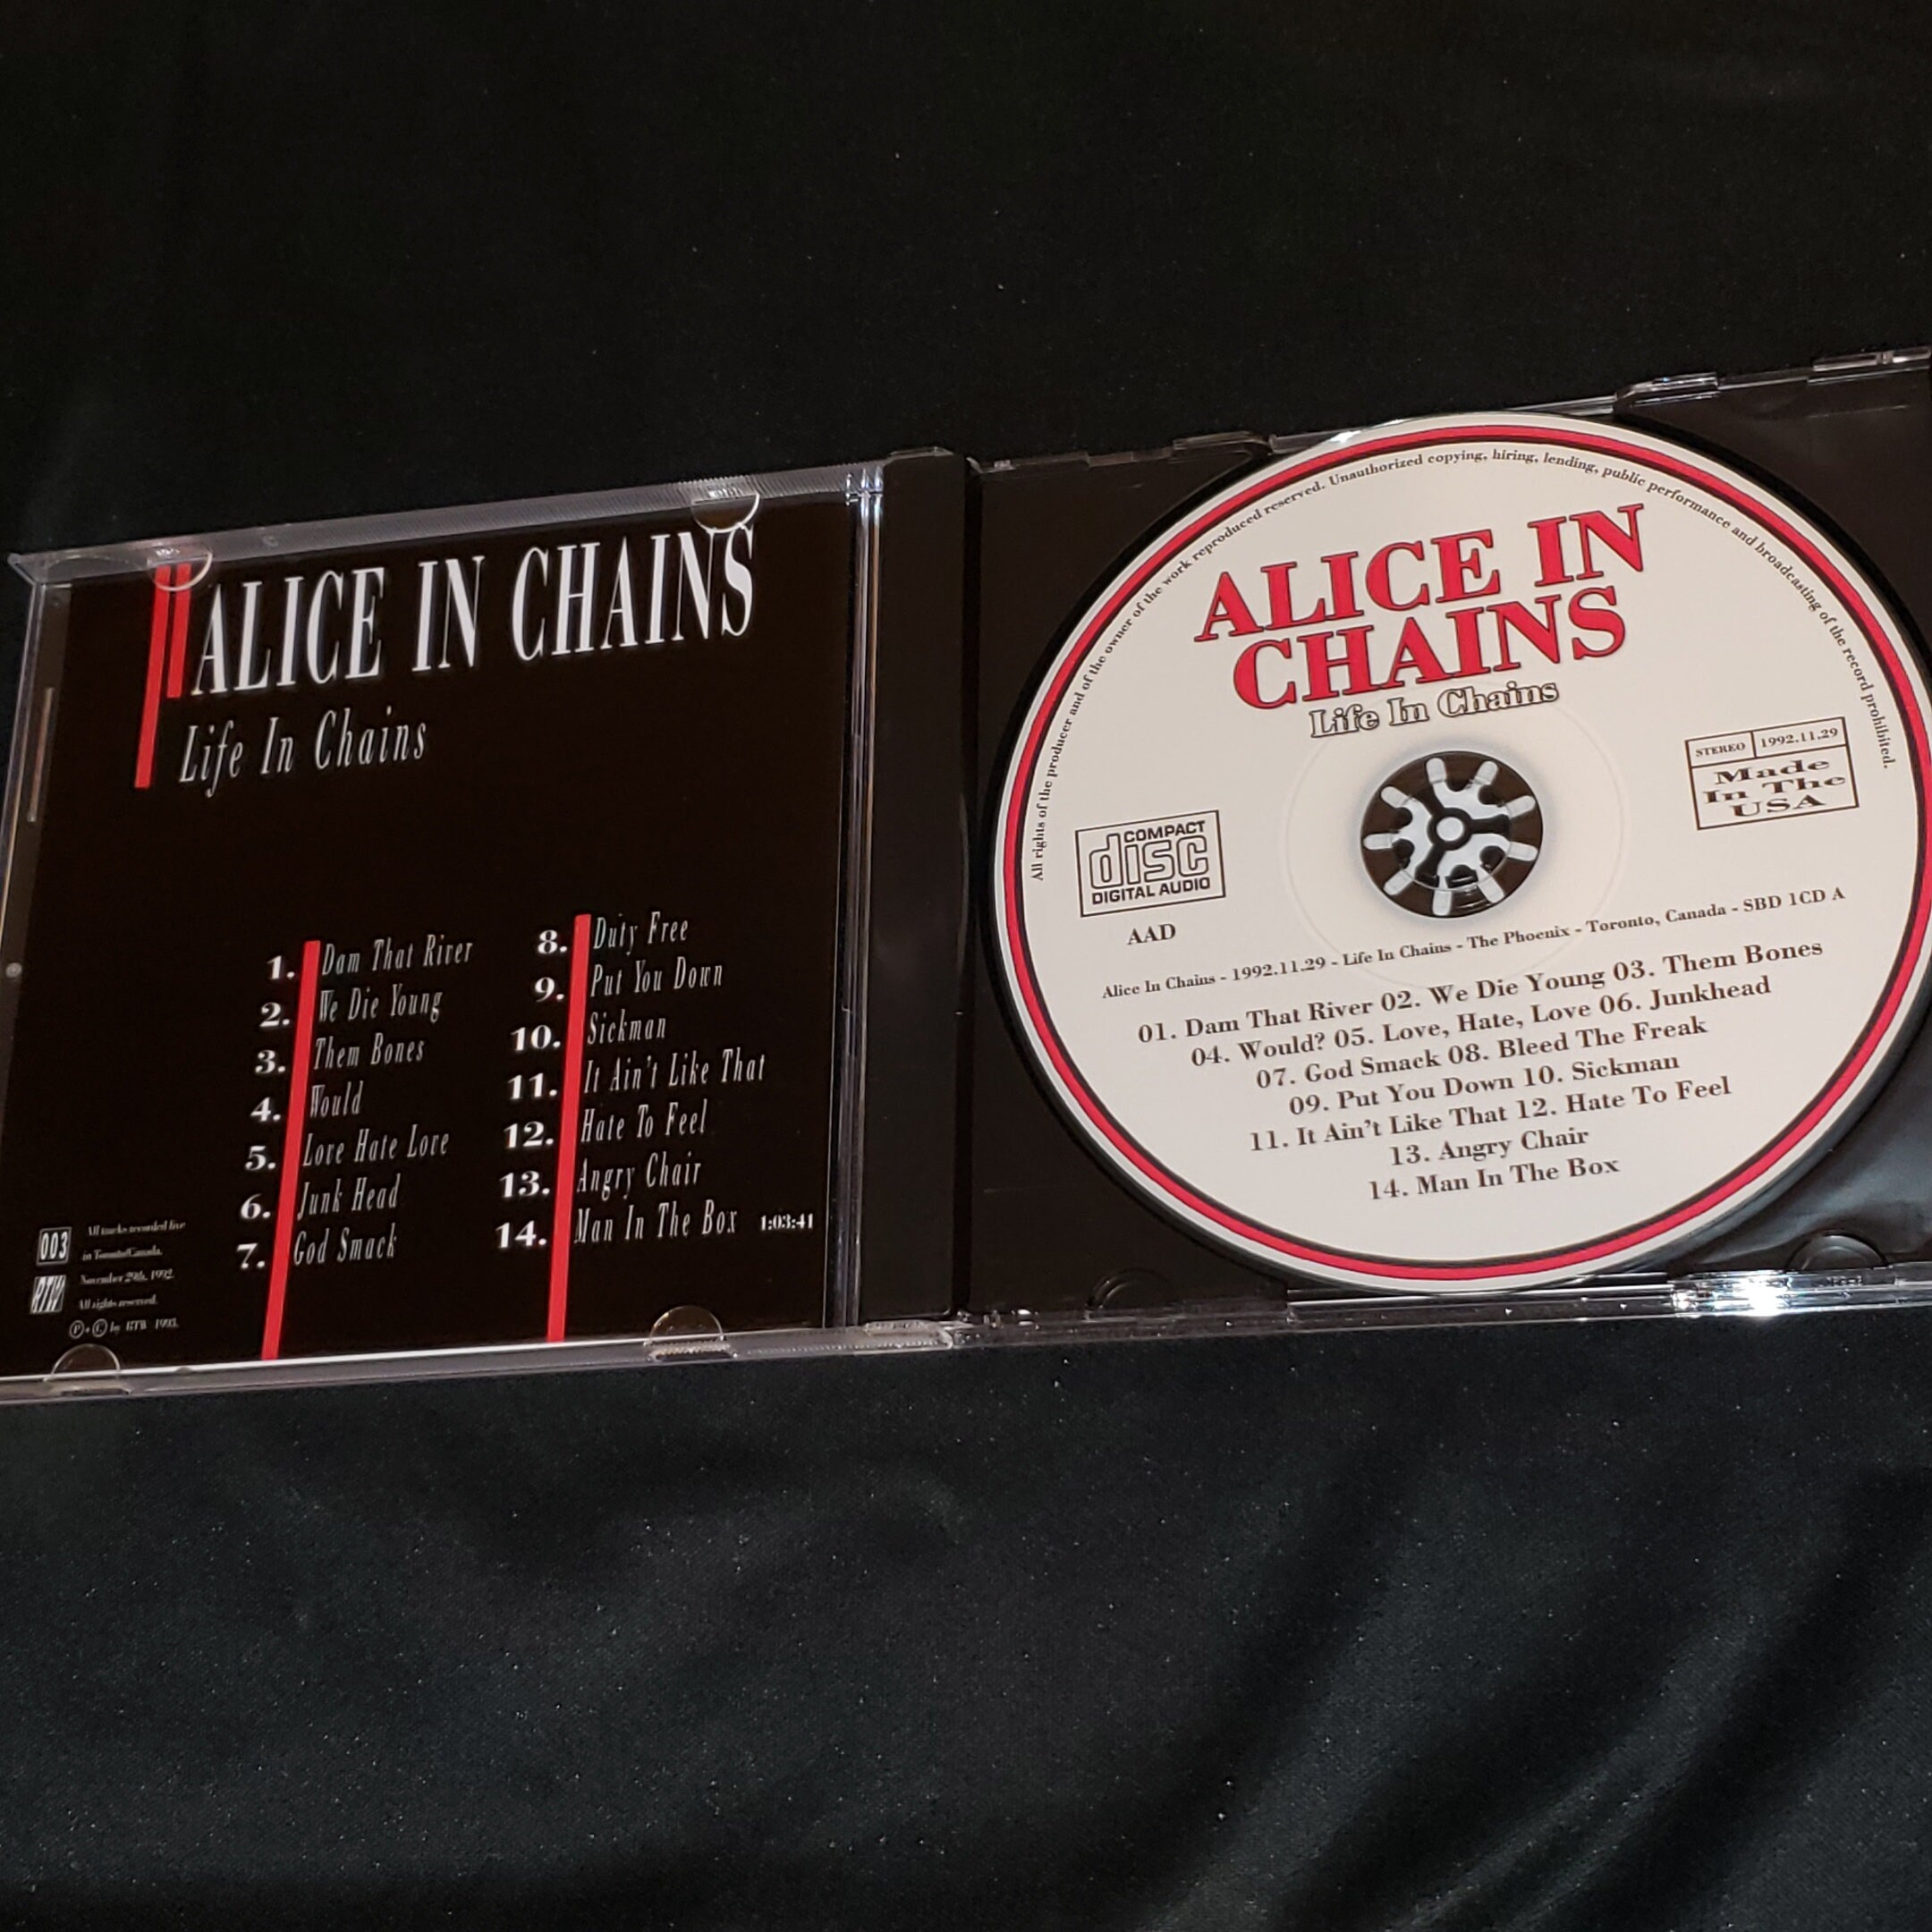 ALICE IN CHAINS
Life In Chains
1. Dam That River
2. We Die Young
3. Them Bones
4. Would
5. Love Hate Love
6. Junk Head
7. God Smack
8. Duty Free
9. Put You Down
10. Sickman
11. It Ain't Like That
12. Hate To Feel
13. Angry Chair
14. Man In The Box 1:03:41
003
All tracks recorded live
in Toronto/Canada.
November 29th, 1992.
All rights reserved.
℗+© by RTB 1993.
All rights of the producer and of the owner of the work reproduced reserved. Unauthorized copying, hiring, lending, public performance and broadcasting of the record prohibited.
ALICE IN
CHAINS
Life In Chains
STEREO 1992.11.29
Made
In The
USA
COMPACT
disc
DIGITAL AUDIO
AAD
Alice In Chains - 1992.11.29 - Life In Chains - The Phoenix - Toronto, Canada - SBD 1CD A
01. Dam That River 02. We Die Young 03. Them Bones
04. Would? 05. Love, Hate, Love 06. Junkhead
07. God Smack 08. Bleed The Freak
09. Put You Down 10. Sickman
11. It Ain't Like That 12. Hate To Feel
13. Angry Chair
14. Man In The Box